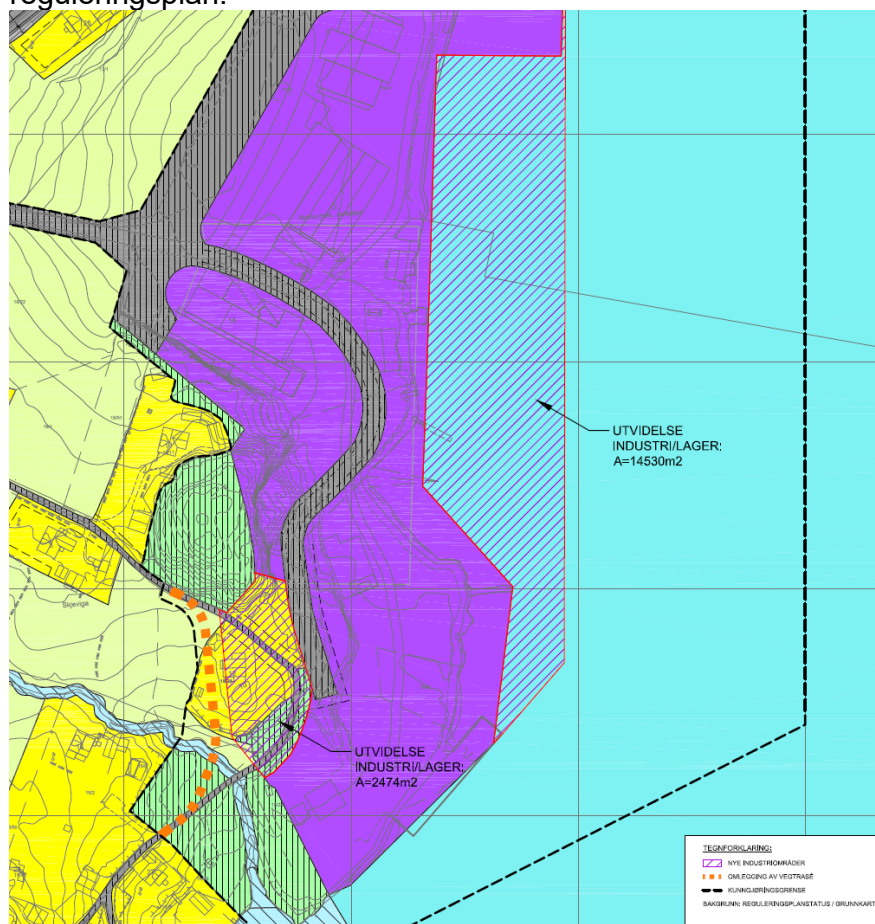 reguleringsplan.
UTVIDELSE
INDUSTRI/LAGER:
A=14530m2
Skjeviga
UTVIDELSE
INDUSTRI/LAGER:
A=2474m2
TEGNFORKLARING:
NYE INDUSTRIOMRÅDER
OMLEGGING AV VEGTRASÉ
KUNNGJØRINGSGRENSE
BAKGRUNN: REGULERINGSPLANSTATUS / GRUNNKART